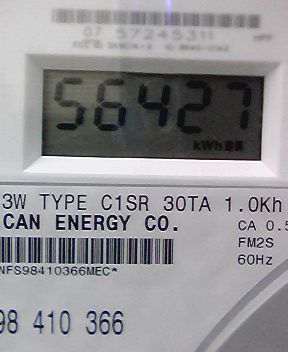 07 57245311
56427
kWh
3W TYPE C1SR 30TA 1.0Kh
CAN ENERGY CO.
CA 0.5
FM2S
60Hz
NFS98410366MEC*
98 410 366